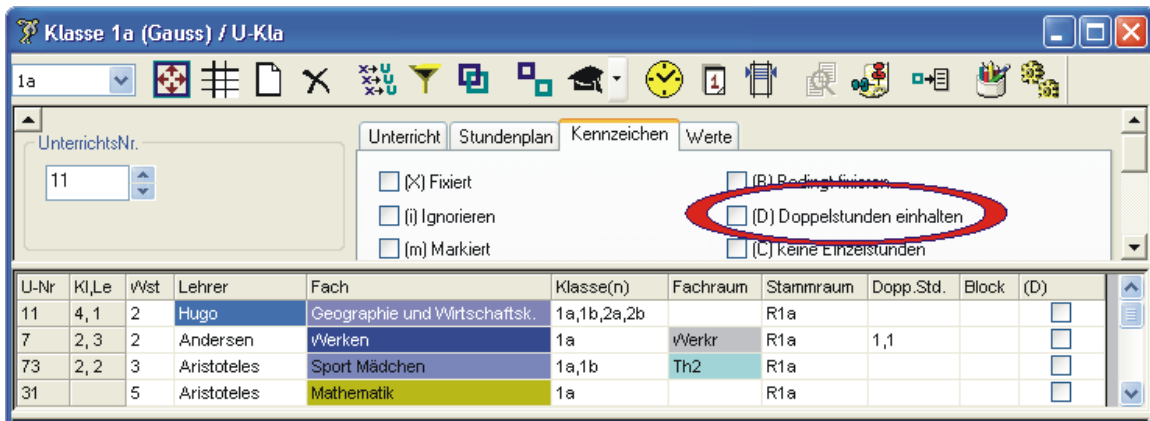 Klasse 1a (Gauss) / U-Kla
1a
UnterrichtsNr.
11
Unterricht Stundenplan Kennzeichen Werte
(X) Fixiert (B) Bedingt fixieren
(i) Ignorieren (D) Doppelstunden einhalten
(m) Markiert (C) keine Einzelstunden
U-Nr Kl,Le Wst Lehrer Fach Klasse(n) Fachraum Stammraum Dopp.Std. Block (D)
11 4, 1 2 Hugo Geographie und Wirtschaftsk. 1a,1b,2a,2b R1a
7 2, 3 2 Andersen Werken 1a Werkr R1a 1,1
73 2, 2 3 Aristoteles Sport Mädchen 1a,1b Th2 R1a
31 5 Aristoteles Mathematik 1a R1a